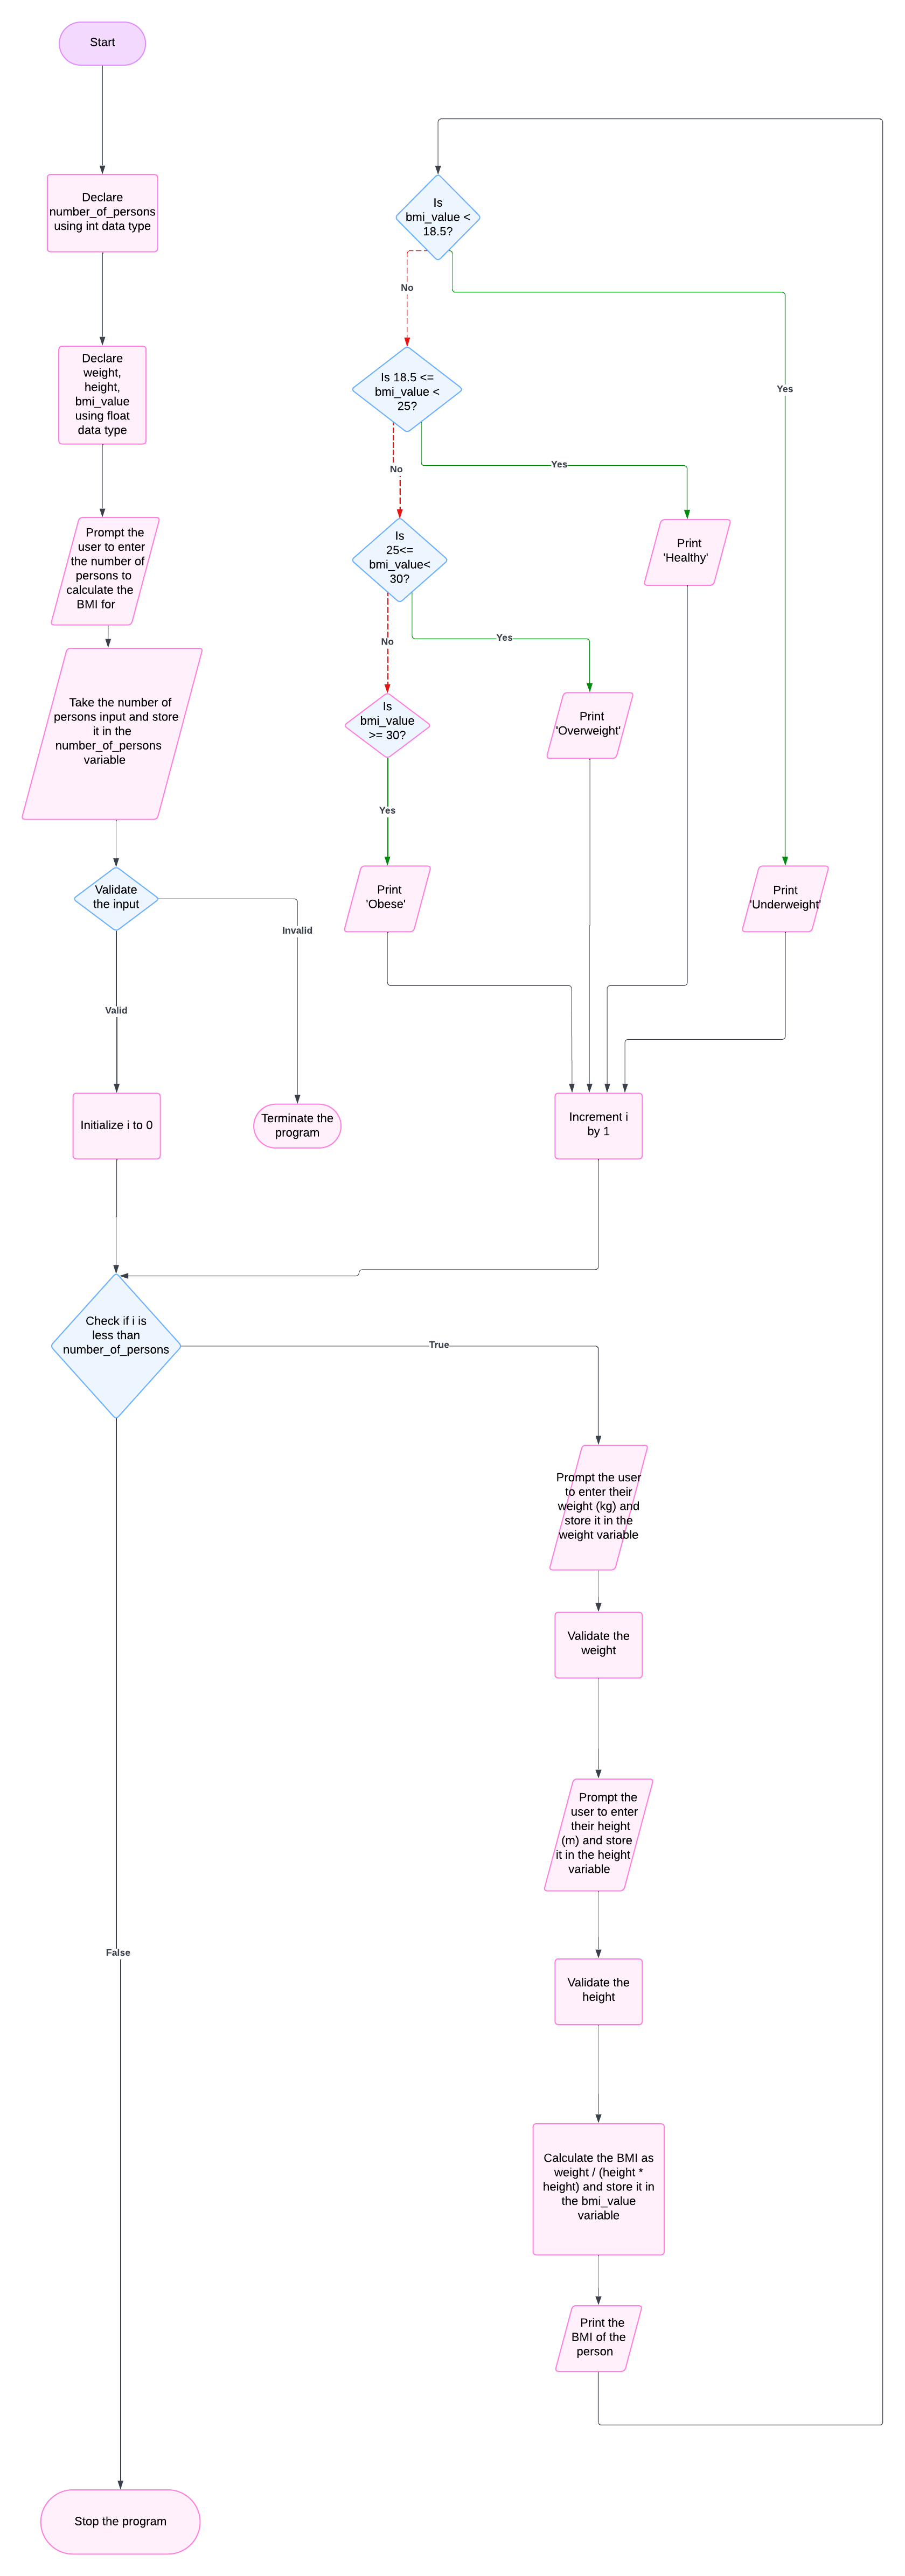 Start
Declare
number_of_persons
using int data type
Declare
weight,
height,
bmi_value
using float
data type
Prompt the
user to enter
the number of
persons to
calculate the
BMI for
Take the number of
persons input and store
it in the
number_of_persons
variable
Validate
the input
Invalid
Valid
Initialize i to 0
Terminate the
program
Is
bmi_value <
18.5?
No
Yes
Is 18.5 <=
bmi_value <
25?
No
Yes
Is
25<=
bmi_value<
30?
Print
'Healthy'
No
Yes
Is
bmi_value
>= 30?
Print
'Overweight'
Yes
Print
'Obese'
Print
'Underweight'
Increment i
by 1
Check if i is
less than
number_of_persons
True
Prompt the user
to enter their
weight (kg) and
store it in the
weight variable
Validate the
weight
Prompt the
user to enter
their height
(m) and store
it in the height
variable
False
Validate the
height
Calculate the BMI as
weight / (height *
height) and store it in
the bmi_value
variable
Print the
BMI of the
person
Stop the program